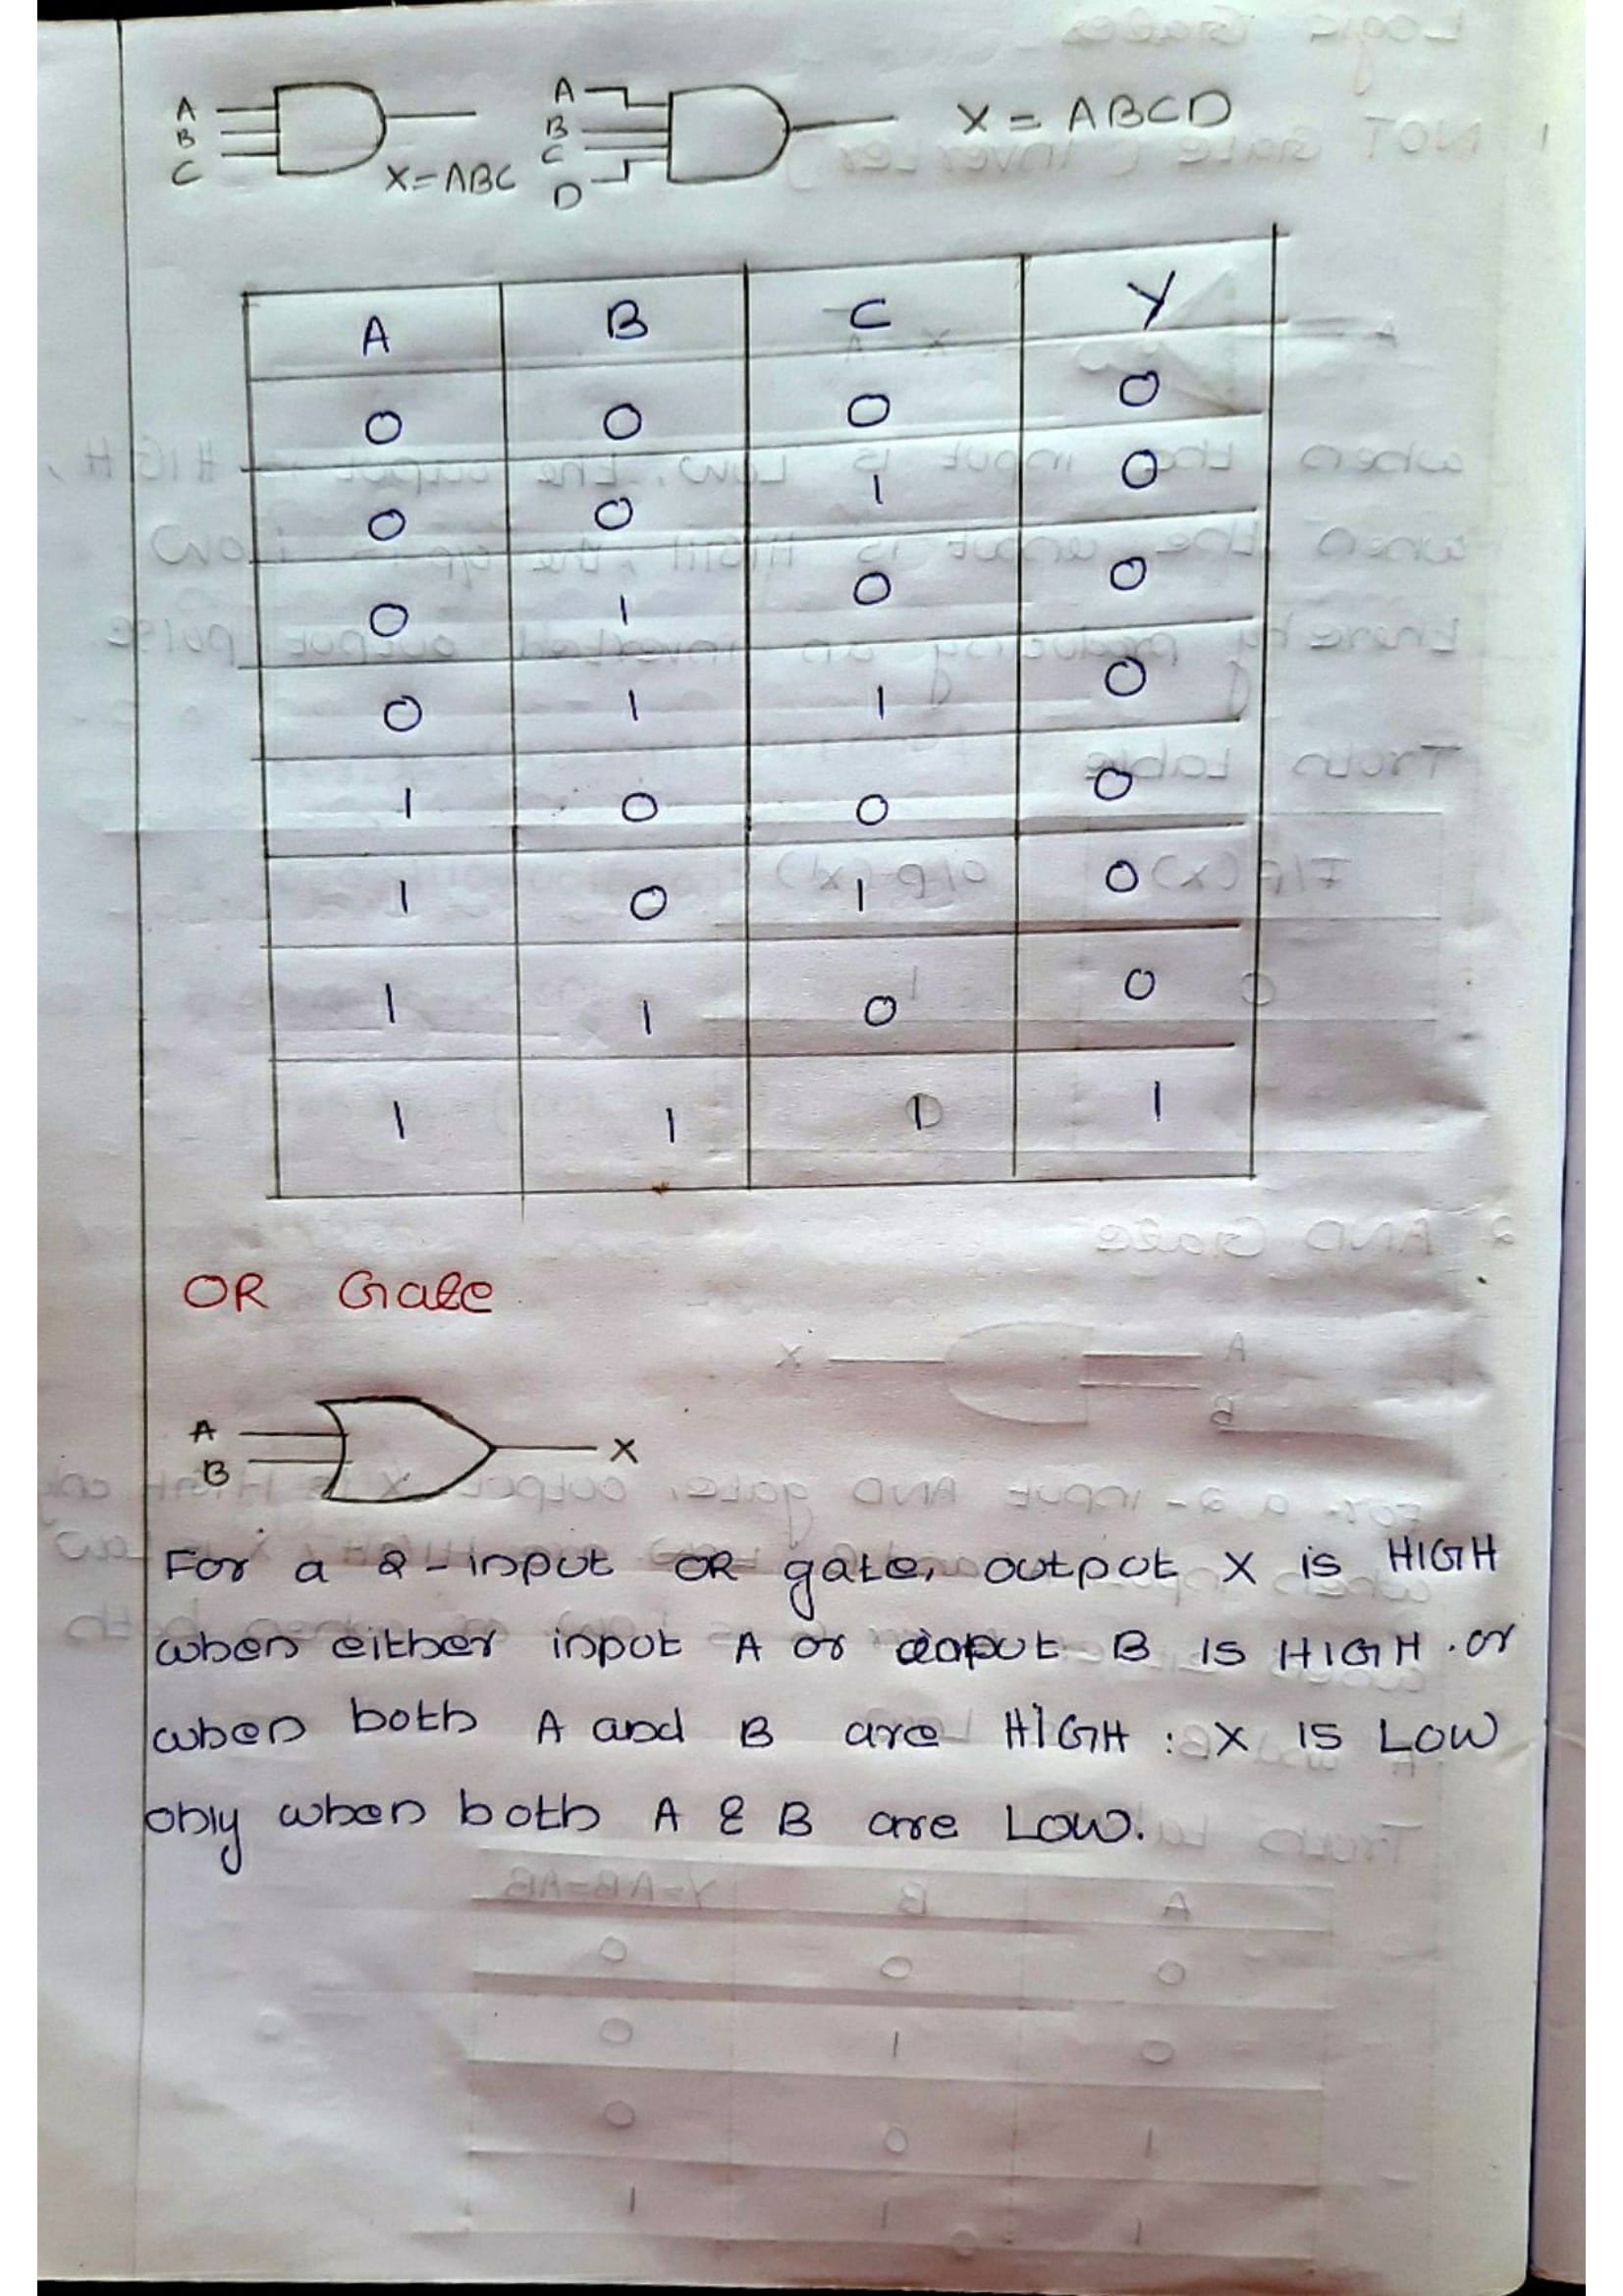 A
B
C
X=ABC
A
B
C
D
X = ABCD
A B C Y
0 0 0 0
0 0 1 0
0 1 0 0
0 1 1 0
1 0 0 0
1 0 1 0
1 1 0 0
1 1 1 1
OR Gate
A
B
X
For a 2-input OR gate, output X is HIGH
when either input A or input B is HIGH. or
when both A and B are HIGH : X is LOW
only when both A & B are LOW.